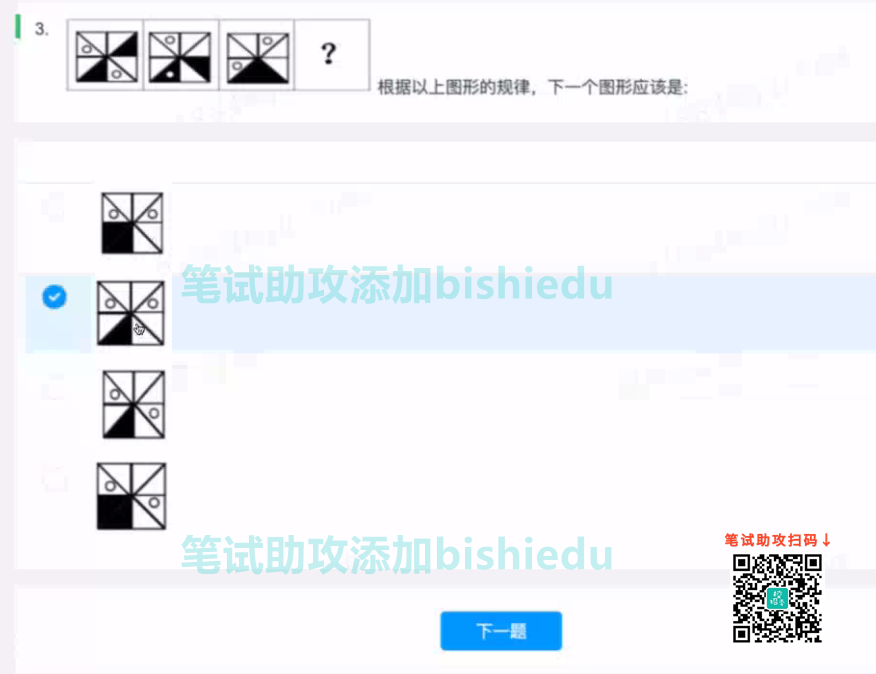 3.
?
根据以上图形的规律，下一个图形应该是:
笔试助攻添加bishiedu
笔试助攻添加bishiedu
笔试助攻扫码↓
下一题